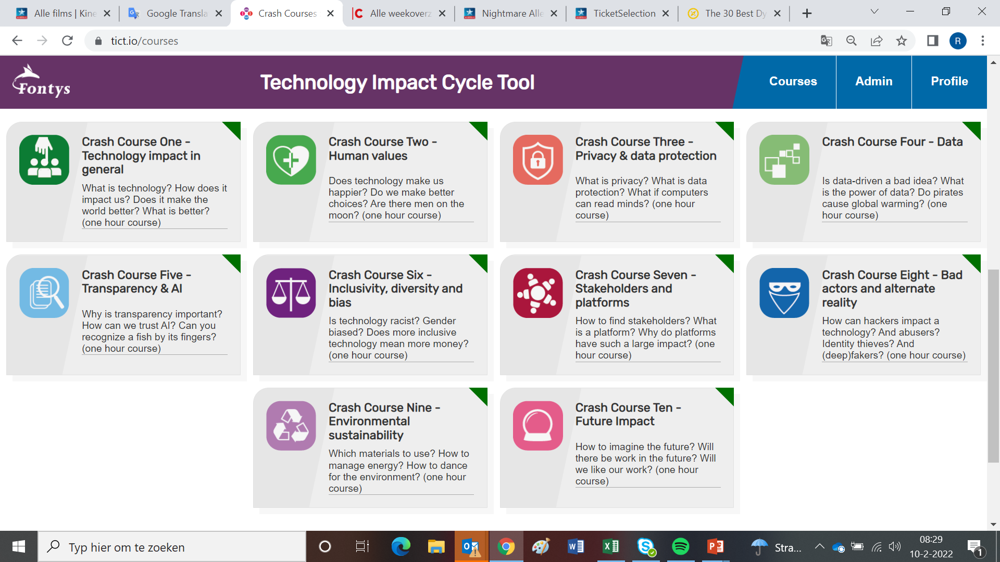 Alle films | Kine
Google Transla
Crash Courses
Alle weekoverz
Nightmare Alle
TicketSelection
The 30 Best Dy
tict.io/courses
R
Fontys
Technology Impact Cycle Tool
Courses
Admin
Profile
Crash Course One -
Technology impact in
general
What is technology? How does it
impact us? Does it make the
world better? What is better?
(one hour course)
Crash Course Two -
Human values
Does technology make us
happier? Do we make better
choices? Are there men on the
moon? (one hour course)
Crash Course Three -
Privacy & data protection
What is privacy? What is data
protection? What if computers
can read minds? (one hour
course)
Crash Course Four - Data
Is data-driven a bad idea? What
is the power of data? Do pirates
cause global warming? (one
hour course)
Crash Course Five -
Transparency & AI
Why is transparency important?
How can we trust AI? Can you
recognize a fish by its fingers?
(one hour course)
Crash Course Six -
Inclusivity, diversity and
bias
Is technology racist? Gender
biased? Does more inclusive
technology mean more money?
(one hour course)
Crash Course Seven -
Stakeholders and
platforms
How to find stakeholders? What
is a platform? Why do platforms
have such a large impact? (one
hour course)
Crash Course Eight - Bad
actors and alternate
reality
How can hackers impact a
technology? And abusers?
Identity thieves? And
(deep)fakers? (one hour course)
Crash Course Nine -
Environmental
sustainability
Which materials to use? How to
manage energy? How to dance
for the environment? (one hour
course)
Crash Course Ten -
Future Impact
How to imagine the future? Will
there be work in the future? Will
we like our work? (one hour
course)
Typ hier om te zoeken
Stra...
08:29
10-2-2022
1